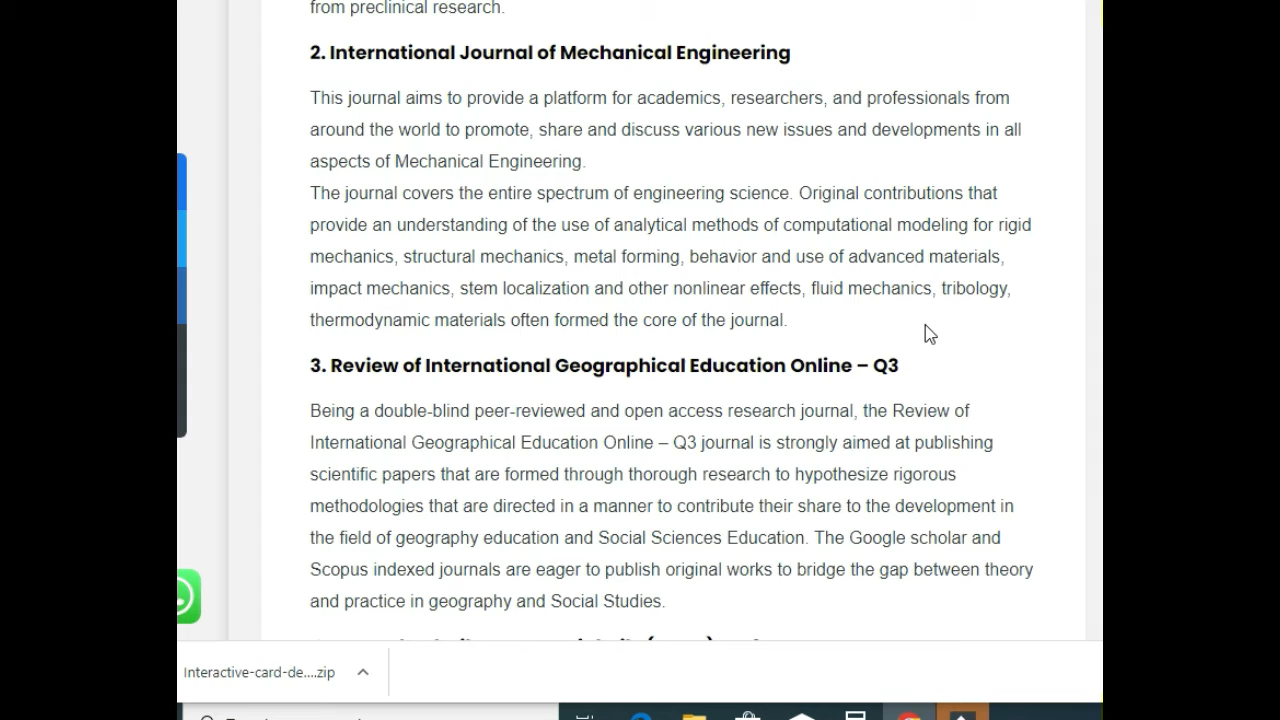 from preclinical research.
2. International Journal of Mechanical Engineering
This journal aims to provide a platform for academics, researchers, and professionals from
around the world to promote, share and discuss various new issues and developments in all
aspects of Mechanical Engineering.
The journal covers the entire spectrum of engineering science. Original contributions that
provide an understanding of the use of analytical methods of computational modeling for rigid
mechanics, structural mechanics, metal forming, behavior and use of advanced materials,
impact mechanics, stem localization and other nonlinear effects, fluid mechanics, tribology,
thermodynamic materials often formed the core of the journal.
3. Review of International Geographical Education Online – Q3
Being a double-blind peer-reviewed and open access research journal, the Review of
International Geographical Education Online – Q3 journal is strongly aimed at publishing
scientific papers that are formed through thorough research to hypothesize rigorous
methodologies that are directed in a manner to contribute their share to the development in
the field of geography education and Social Sciences Education. The Google scholar and
Scopus indexed journals are eager to publish original works to bridge the gap between theory
and practice in geography and Social Studies.
Interactive-card-de....zip